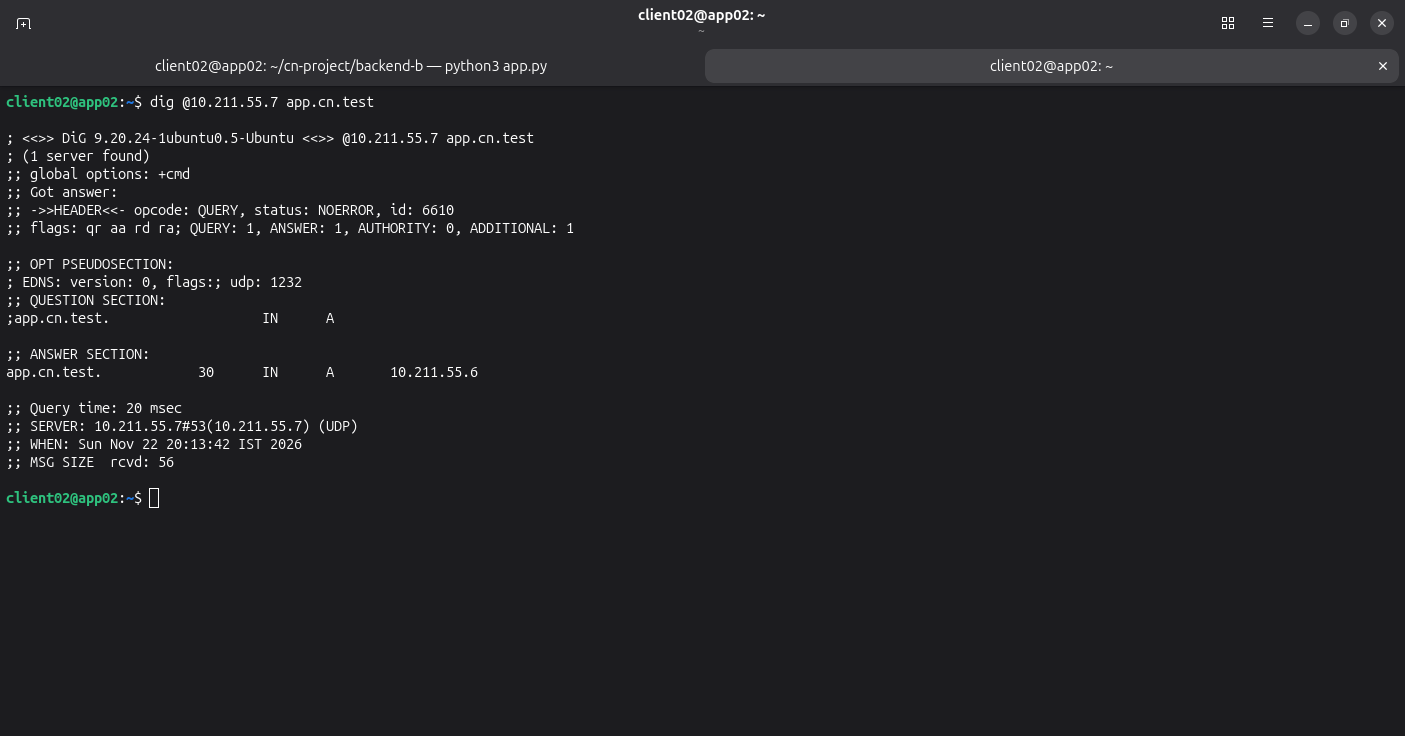 client02@app02: ~
~
client02@app02: ~/cn-project/backend-b — python3 app.py
client02@app02: ~
client02@app02:~$ dig @10.211.55.7 app.cn.test
; <<>> DiG 9.20.24-1ubuntu0.5-Ubuntu <<>> @10.211.55.7 app.cn.test
; (1 server found)
;; global options: +cmd
;; Got answer:
;; ->>HEADER<<- opcode: QUERY, status: NOERROR, id: 6610
;; flags: qr aa rd ra; QUERY: 1, ANSWER: 1, AUTHORITY: 0, ADDITIONAL: 1
;; OPT PSEUDOSECTION:
; EDNS: version: 0, flags:; udp: 1232
;; QUESTION SECTION:
;app.cn.test. IN A
;; ANSWER SECTION:
app.cn.test. 30 IN A 10.211.55.6
;; Query time: 20 msec
;; SERVER: 10.211.55.7#53(10.211.55.7) (UDP)
;; WHEN: Sun Nov 22 20:13:42 IST 2026
;; MSG SIZE  rcvd: 56
client02@app02:~$